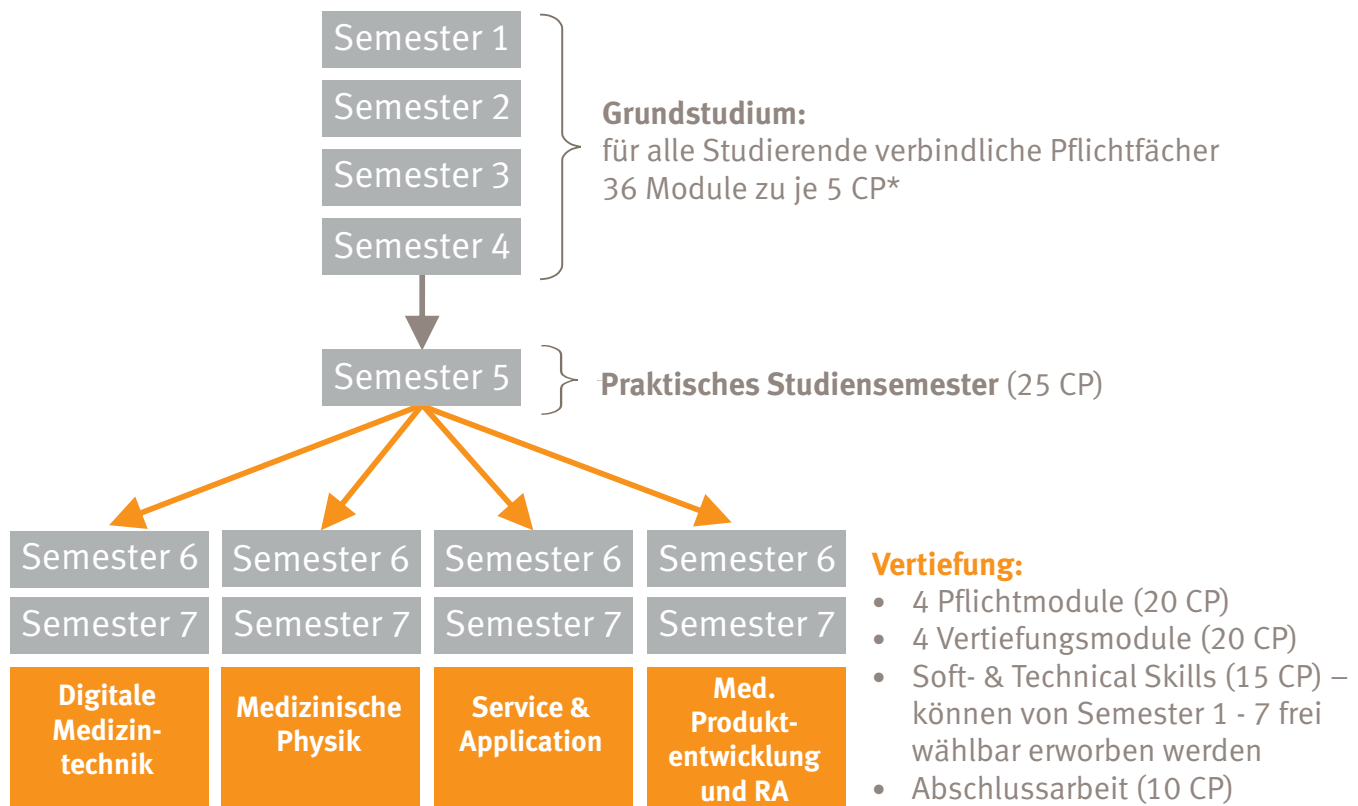 Semester 1
Semester 2
Semester 3
Semester 4
Grundstudium:
für alle Studierende verbindliche Pflichtfächer
36 Module zu je 5 CP*
Semester 5
Praktisches Studiensemester (25 CP)
Semester 6
Semester 7
Digitale
Medizin-
technik
Semester 6
Semester 7
Medizinische
Physik
Semester 6
Semester 7
Service &
Application
Semester 6
Semester 7
Med.
Produkt-
entwicklung
und RA
Vertiefung:
• 4 Pflichtmodule (20 CP)
• 4 Vertiefungsmodule (20 CP)
• Soft- & Technical Skills (15 CP) –
können von Semester 1 - 7 frei
wählbar erworben werden
• Abschlussarbeit (10 CP)